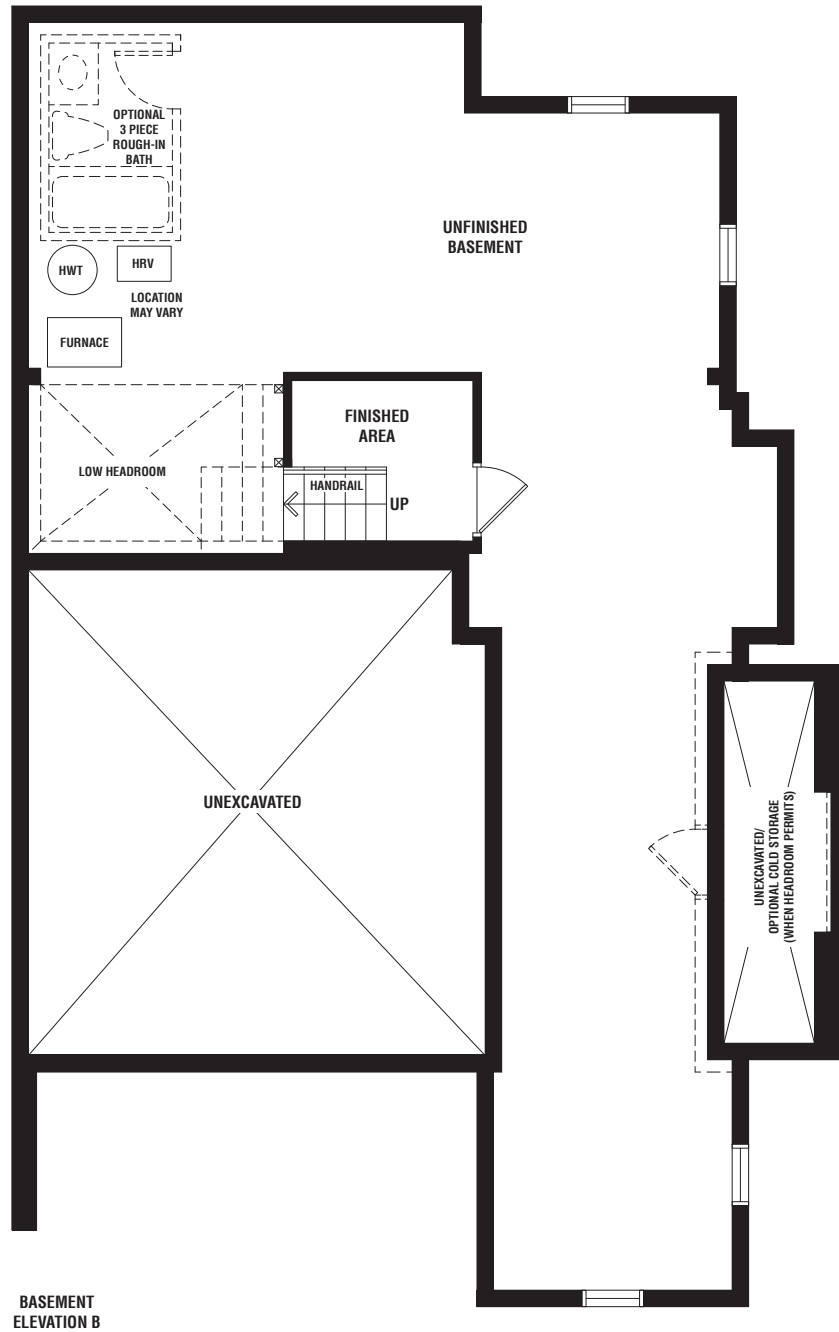 OPTIONAL
3 PIECE
ROUGH-IN
BATH
UNFINISHED
BASEMENT
HWT
HRV
LOCATION
MAY VARY
FURNACE
FINISHED
AREA
LOW HEADROOM
HANDRAIL
UP
UNEXCAVATED
UNEXCAVATED/
OPTIONAL COLD STORAGE
(WHEN HEADROOM PERMITS)
BASEMENT
ELEVATION B